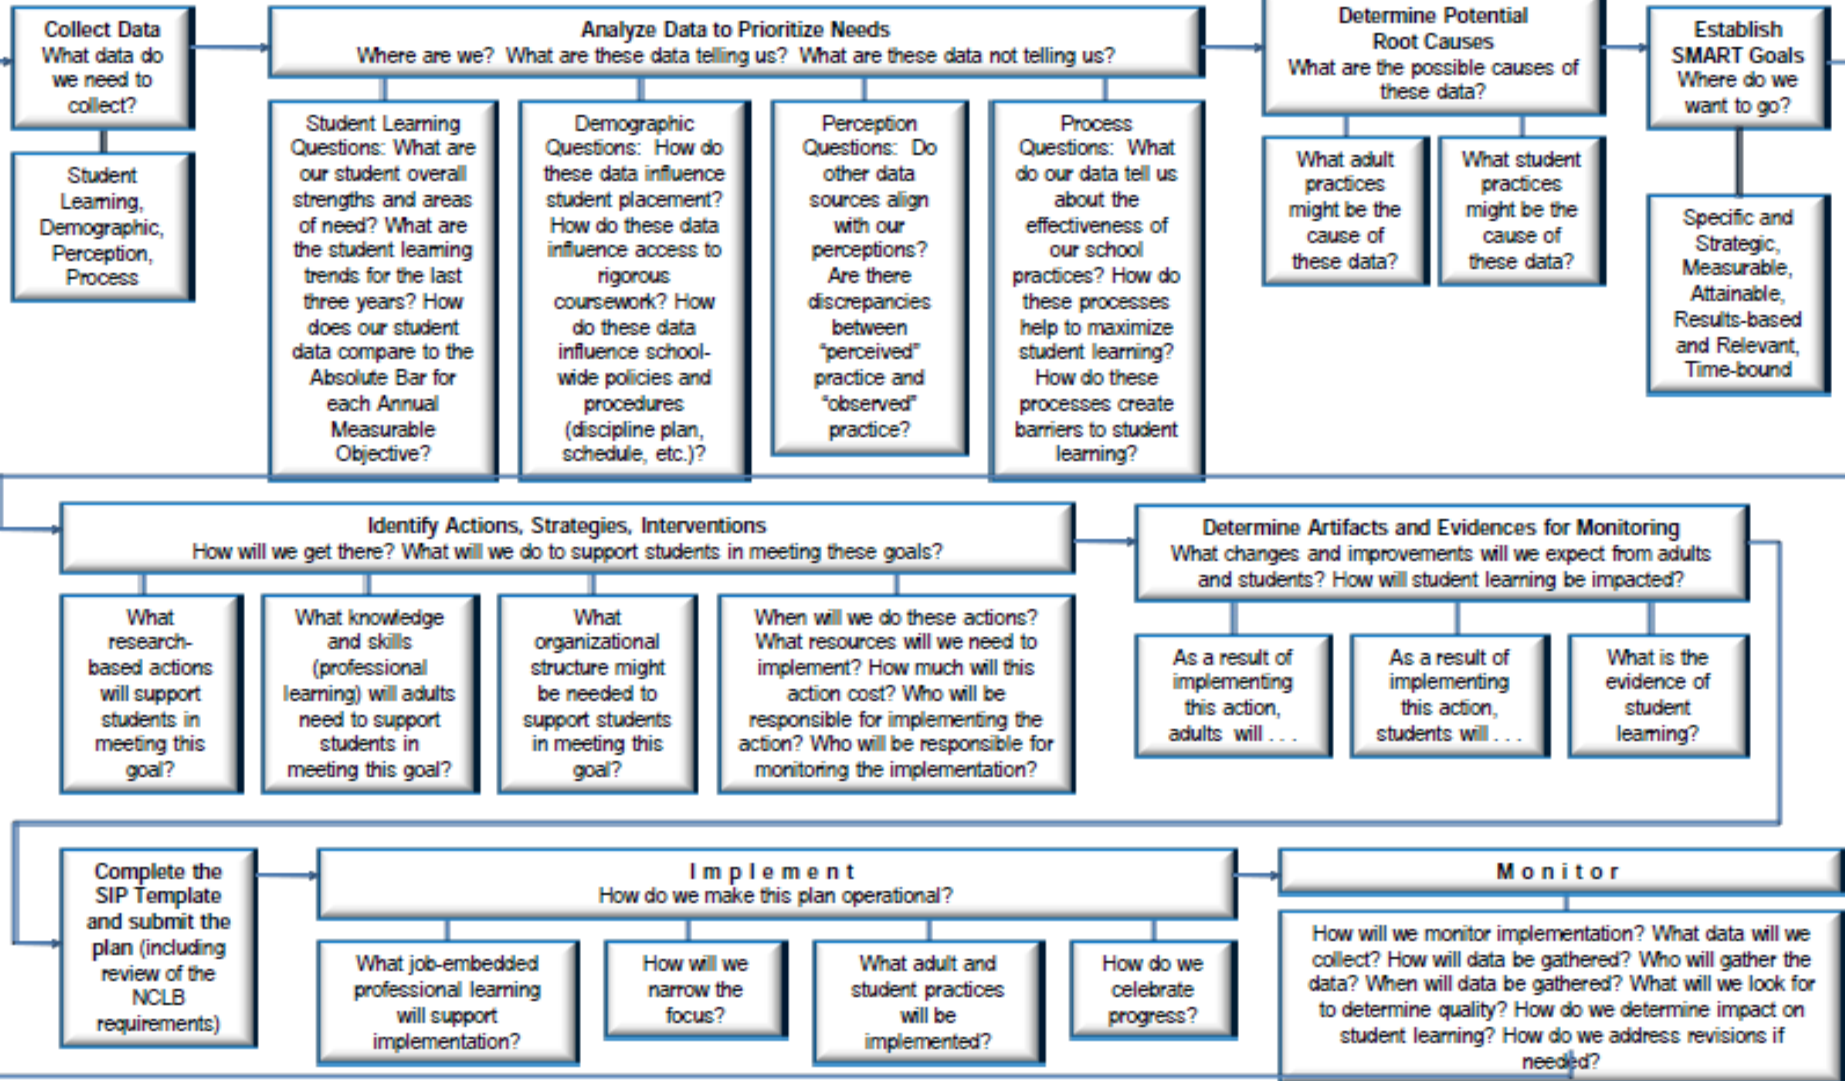 Collect Data
What data do
we need to
collect?
Student
Learning,
Demographic,
Perception,
Process
Analyze Data to Prioritize Needs
Where are we? What are these data telling us? What are these data not telling us?
Student Learning
Questions: What are
our student overall
strengths and areas
of need? What are
the student learning
trends for the last
three years? How
does our student
data compare to the
Absolute Bar for
each Annual
Measurable
Objective?
Demographic
Questions: How do
these data influence
student placement?
How do these data
influence access to
rigorous
coursework? How
do these data
influence school-
wide policies and
procedures
(discipline plan,
schedule, etc.)?
Perception
Questions: Do
other data
sources align
with our
perceptions?
Are there
discrepancies
between
“perceived”
practice and
“observed”
practice?
Process
Questions: What
do our data tell us
about the
effectiveness of
our school
practices? How do
these processes
help to maximize
student learning?
How do these
processes create
barriers to student
learning?
Determine Potential
Root Causes
What are the possible causes of
these data?
What adult
practices
might be the
cause of
these data?
What student
practices
might be the
cause of
these data?
Establish
SMART Goals
Where do we
want to go?
Specific and
Strategic,
Measurable,
Attainable,
Results-based
and Relevant,
Time-bound
Identify Actions, Strategies, Interventions
How will we get there? What will we do to support students in meeting these goals?
What
research-
based actions
will support
students in
meeting this
goal?
What knowledge
and skills
(professional
learning) will adults
need to support
students in
meeting this goal?
What
organizational
structure might
be needed to
support students
in meeting this
goal?
When will we do these actions?
What resources will we need to
implement? How much will this
action cost? Who will be
responsible for implementing the
action? Who will be responsible for
monitoring the implementation?
Determine Artifacts and Evidences for Monitoring
What changes and improvements will we expect from adults
and students? How will student learning be impacted?
As a result of
implementing
this action,
adults will . . .
As a result of
implementing
this action,
students will . . .
What is the
evidence of
student
learning?
Complete the
SIP Template
and submit the
plan (including
review of the
NCLB
requirements)
Implement
How do we make this plan operational?
What job-embedded
professional learning
will support
implementation?
How will we
narrow the
focus?
What adult and
student practices
will be
implemented?
How do we
celebrate
progress?
Monitor
How will we monitor implementation? What data will we
collect? How will data be gathered? Who will gather the
data? When will data be gathered? What will we look for
to determine quality? How do we determine impact on
student learning? How do we address revisions if
needed?